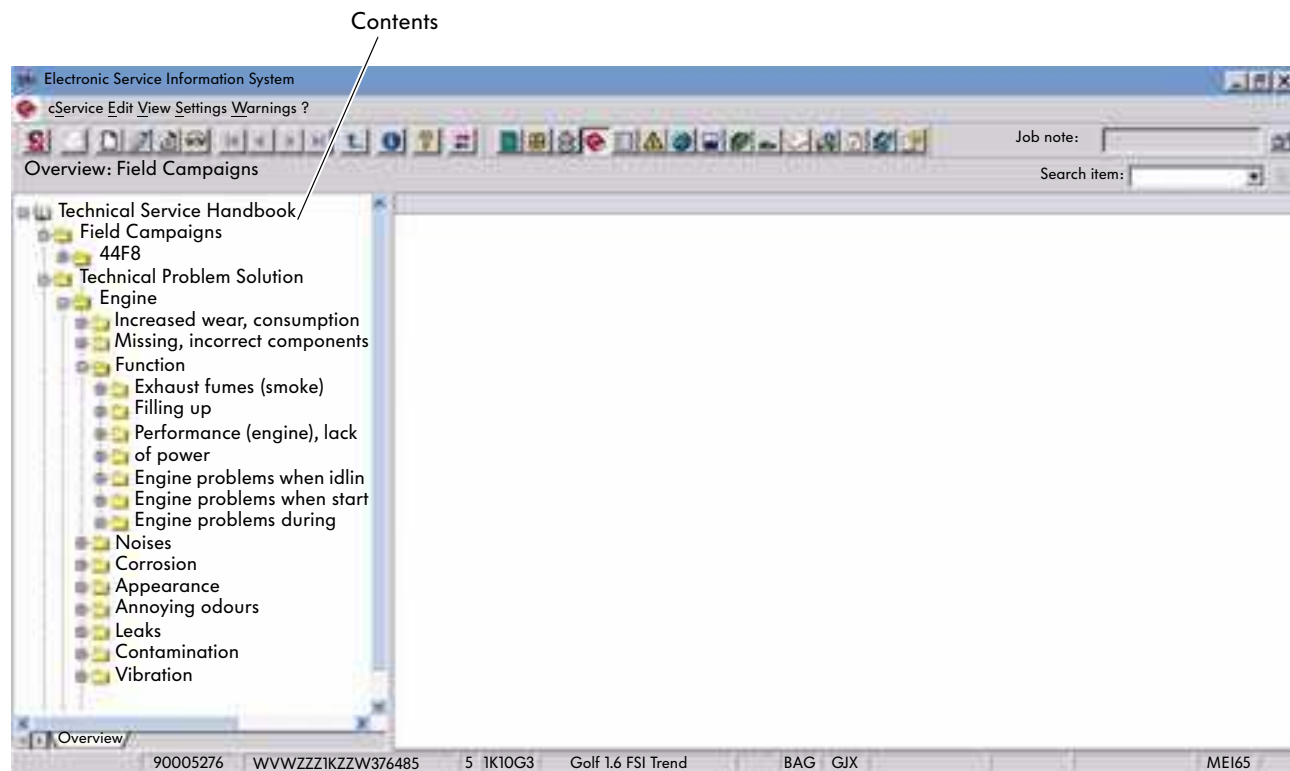 Contents
Electronic Service Information System
cService Edit View Settings Warnings ?
Job note:
Overview: Field Campaigns
Search item:
Technical Service Handbook
Field Campaigns
44F8
Technical Problem Solution
Engine
Increased wear, consumption
Missing, incorrect components
Function
Exhaust fumes (smoke)
Filling up
Performance (engine), lack
of power
Engine problems when idlin
Engine problems when start
Engine problems during
Noises
Corrosion
Appearance
Annoying odours
Leaks
Contamination
Vibration
Overview
90005276 WVWZZZ1KZZW376485 5 1K10G3 Golf 1.6 FSI Trend BAG GJX MEI65